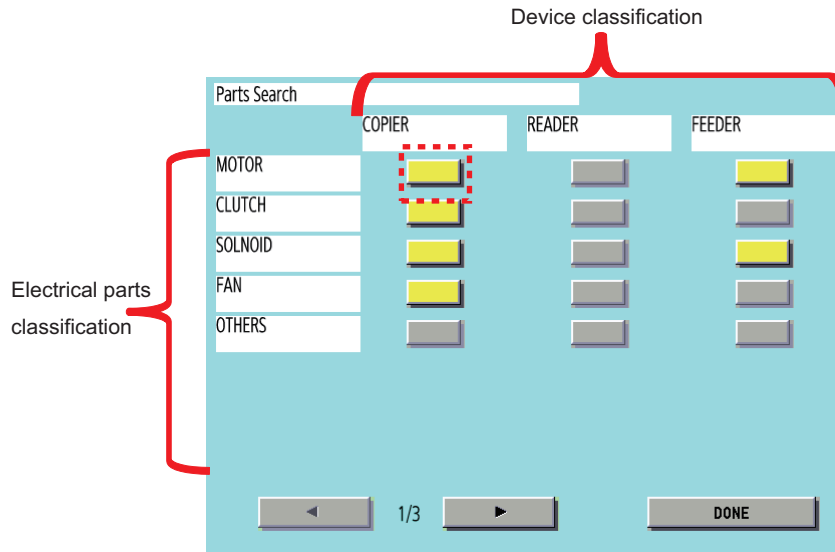 Device classification
Parts Search
COPIER READER FEEDER
MOTOR
CLUTCH
SOLNOID
FAN
OTHERS
Electrical parts
classification
◄ 1/3 ► DONE